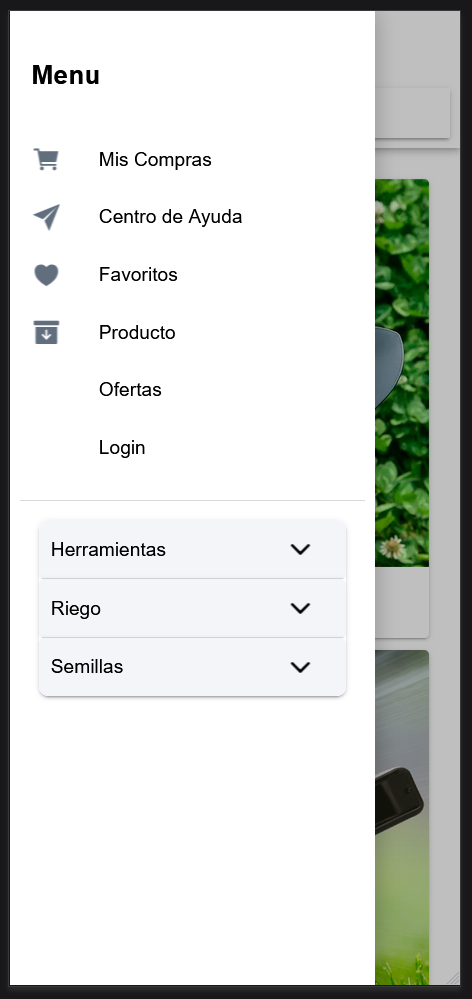 Menu
Mis Compras
Centro de Ayuda
Favoritos
Producto
Ofertas
Login
Herramientas
Riego
Semillas